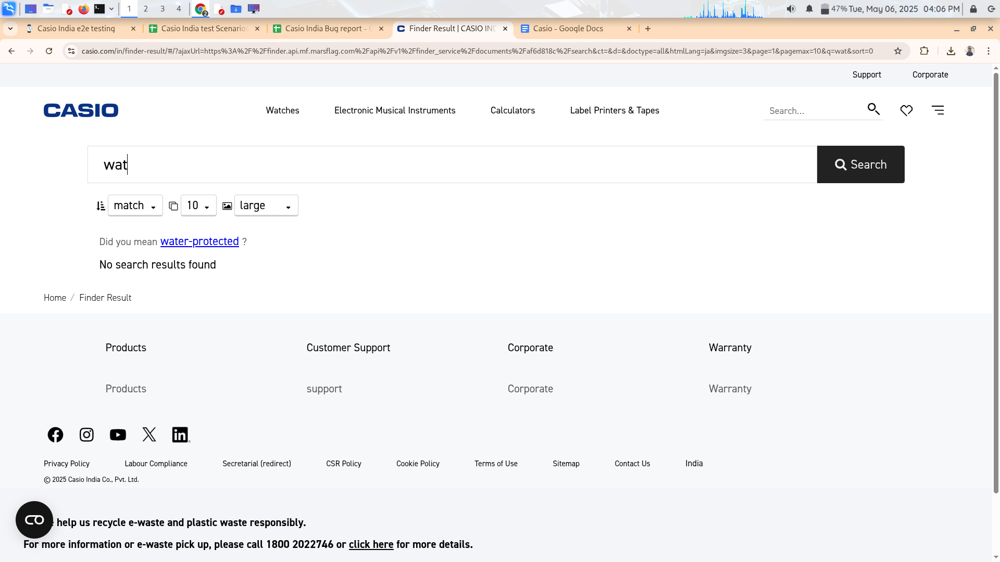 1 2 3 4 2 47% Tue, May 06, 2025 04:06 PM
Casio India e2e testing Casio India test Scenarios Casio India Bug report - G Finder Result | CASIO IND Casio - Google Docs
casio.com/in/finder-result/#/?ajaxUrl=https%3A%2F%2Ffinder.api.mf.marsflag.com%2Fapi%2Fv1%2Ffinder_service%2Fdocuments%2Faf6d818c%2Fsearch&ct=&d=&doctype=all&htmlLang=ja&imgsize=3&page=1&pagemax=10&q=wat&sort=0
Support Corporate
CASIO Watches Electronic Musical Instruments Calculators Label Printers & Tapes Search...
wat Search
match 10 large
Did you mean water-protected ?
No search results found
Home / Finder Result
Products Customer Support Corporate Warranty
Products support Corporate Warranty
Privacy Policy Labour Compliance Secretarial (redirect) CSR Policy Cookie Policy Terms of Use Sitemap Contact Us India
© 2025 Casio India Co., Pvt. Ltd.
help us recycle e-waste and plastic waste responsibly.
For more information or e-waste pick up, please call 1800 2022746 or click here for more details.